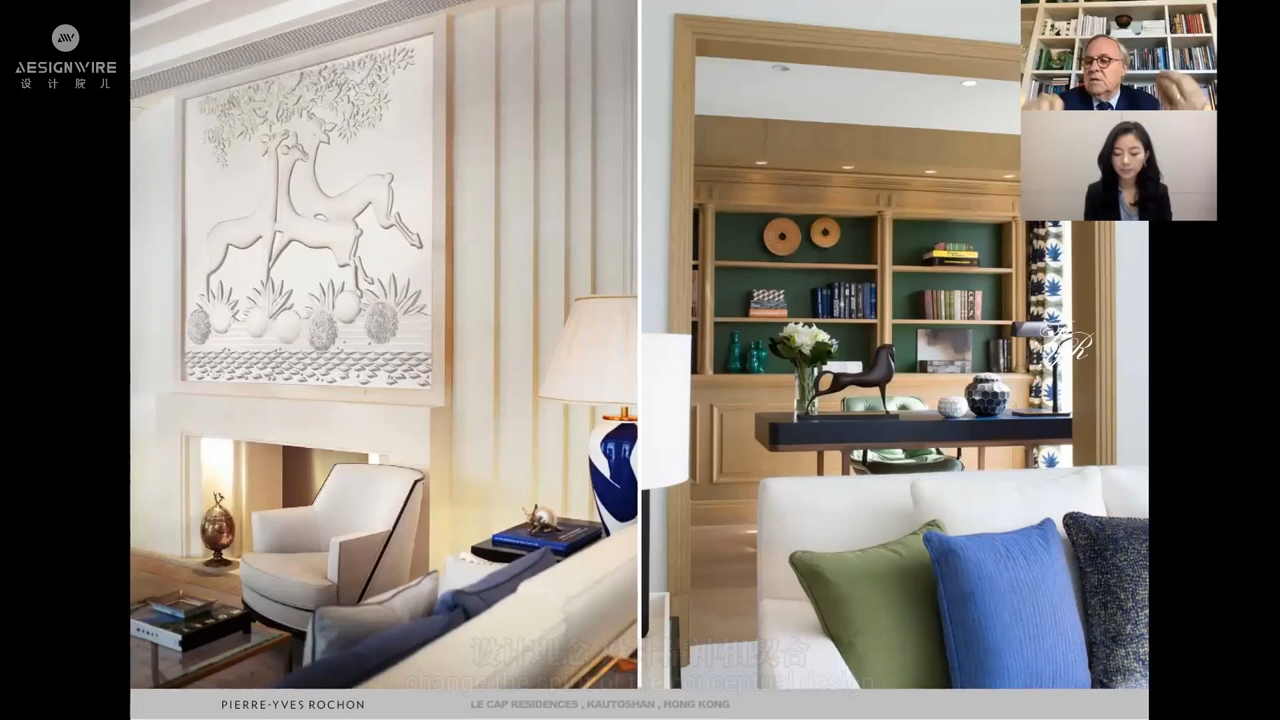 AESIGNWIRE
设计腕儿
设计理念
change the spirit of the conceptual design
PIERRE-YVES ROCHON
LE CAP RESIDENCES , KAUTOSHAN , HONG KONG